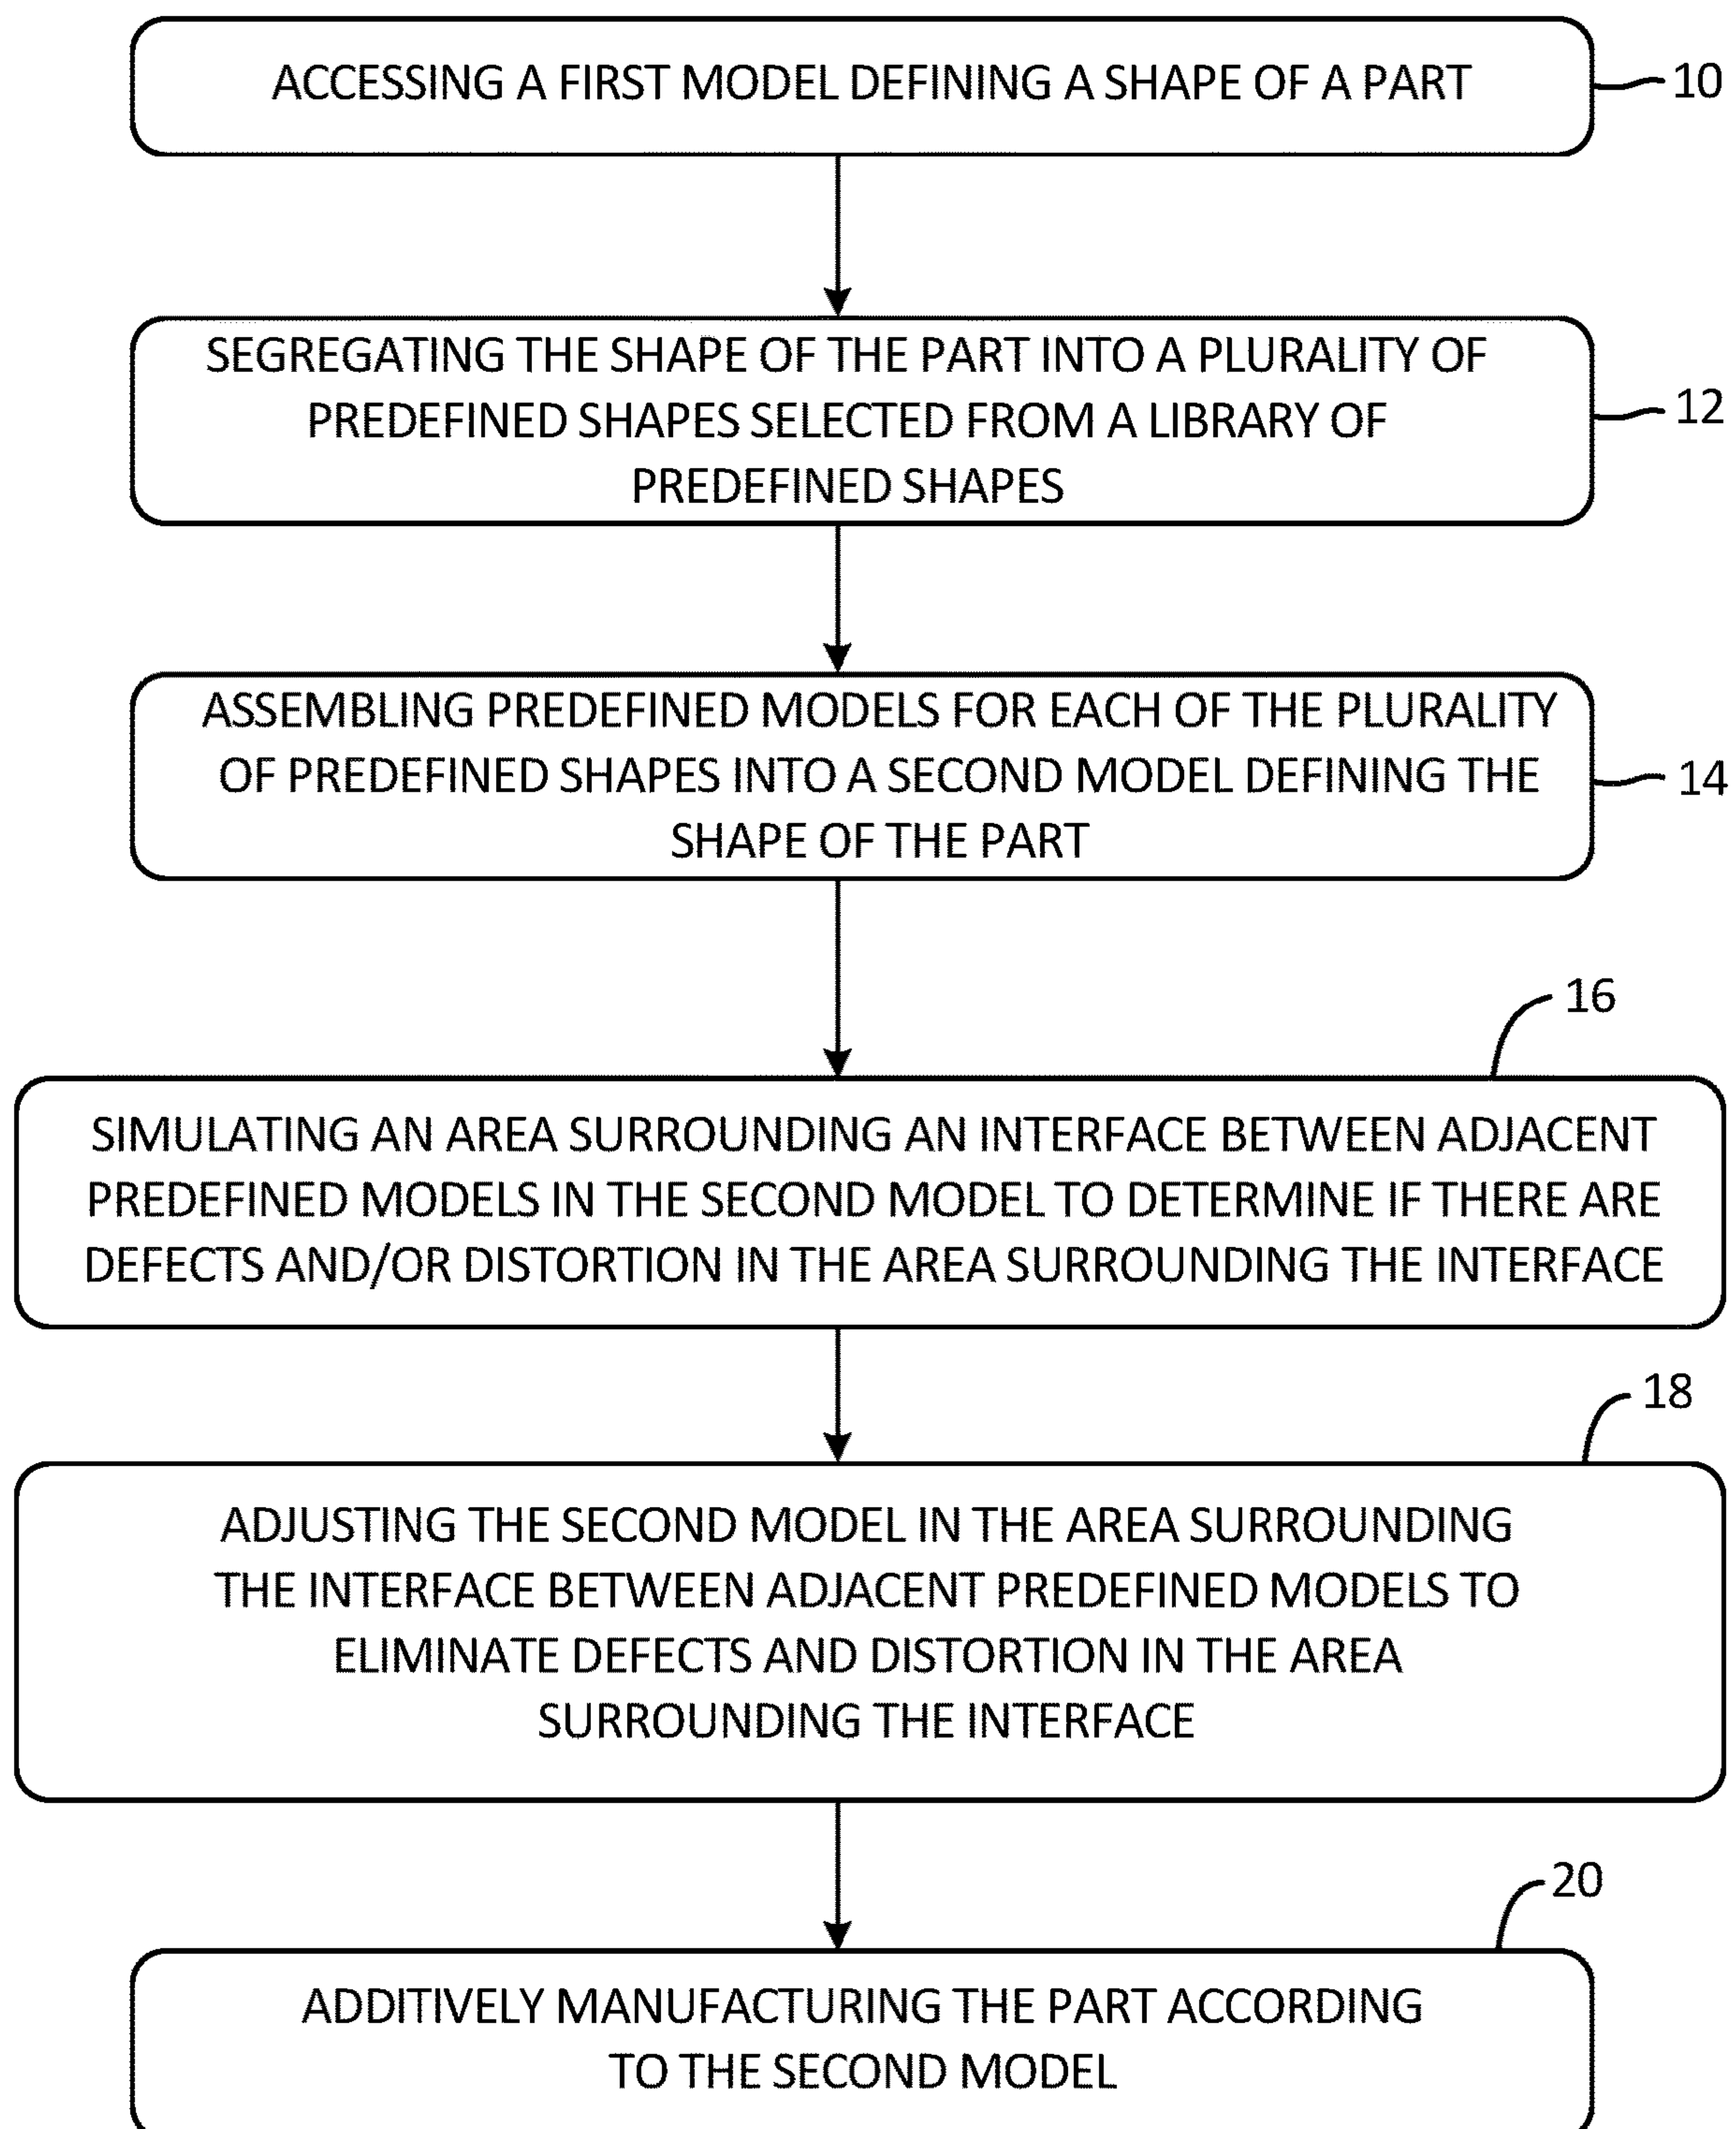 ACCESSING A FIRST MODEL DEFINING A SHAPE OF A PART
10
SEGREGATING THE SHAPE OF THE PART INTO A PLURALITY OF
PREDEFINED SHAPES SELECTED FROM A LIBRARY OF
PREDEFINED SHAPES
12
ASSEMBLING PREDEFINED MODELS FOR EACH OF THE PLURALITY
OF PREDEFINED SHAPES INTO A SECOND MODEL DEFINING THE
SHAPE OF THE PART
14
16
SIMULATING AN AREA SURROUNDING AN INTERFACE BETWEEN ADJACENT
PREDEFINED MODELS IN THE SECOND MODEL TO DETERMINE IF THERE ARE
DEFECTS AND/OR DISTORTION IN THE AREA SURROUNDING THE INTERFACE
18
ADJUSTING THE SECOND MODEL IN THE AREA SURROUNDING
THE INTERFACE BETWEEN ADJACENT PREDEFINED MODELS TO
ELIMINATE DEFECTS AND DISTORTION IN THE AREA
SURROUNDING THE INTERFACE
20
ADDITIVELY MANUFACTURING THE PART ACCORDING
TO THE SECOND MODEL